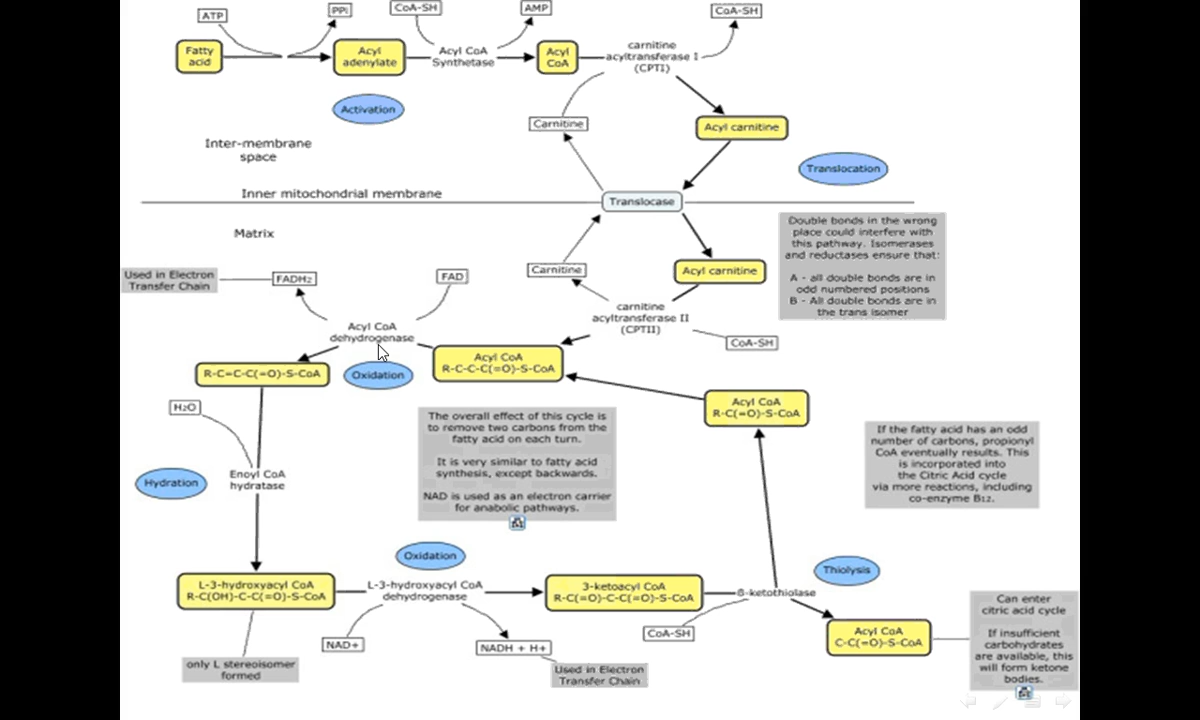 ATP
PPi
CoA-SH
AMP
CoA-SH
Fatty
acid
Acyl
adenylate
Acyl CoA
Synthetase
Acyl
CoA
carnitine
acyltransferase I
(CPTI)
Activation
Carnitine
Acyl carnitine
Inter-membrane
space
Translocation
Inner mitochondrial membrane
Translocase
Matrix
Double bonds in the wrong
place could interfere with
this pathway. Isomerases
and reductases ensure that:
A - all double bonds are in
odd numbered positions
B - All double bonds are in
the trans isomer
Used in Electron
Transfer Chain
FADH2
FAD
Carnitine
Acyl carnitine
carnitine
acyltransferase II
(CPTII)
CoA-SH
Acyl CoA
dehydrogenase
Acyl CoA
R-C-C-C(=O)-S-CoA
R-C=C-C(=O)-S-CoA
Oxidation
H2O
Acyl CoA
R-C(=O)-S-CoA
The overall effect of this cycle is
to remove two carbons from the
fatty acid on each turn.
It is very similar to fatty acid
synthesis, except backwards.
NAD is used as an electron carrier
for anabolic pathways.
If the fatty acid has an odd
number of carbons, propionyl
CoA eventually results. This
is incorporated into
the Citric Acid cycle
via more reactions, including
co-enzyme B12.
Hydration
Enoyl CoA
hydratase
Oxidation
Thiolysis
L-3-hydroxyacyl CoA
R-C(OH)-C-C(=O)-S-CoA
L-3-hydroxyacyl CoA
dehydrogenase
3-ketoacyl CoA
R-C(=O)-C-C(=O)-S-CoA
ß-ketothiolase
NAD+
NADH + H+
CoA-SH
Acyl CoA
C-C(=O)-S-CoA
Can enter
citric acid cycle
If insufficient
carbohydrates
are available, this
will form ketone
bodies.
only L stereoisomer
formed
Used in Electron
Transfer Chain